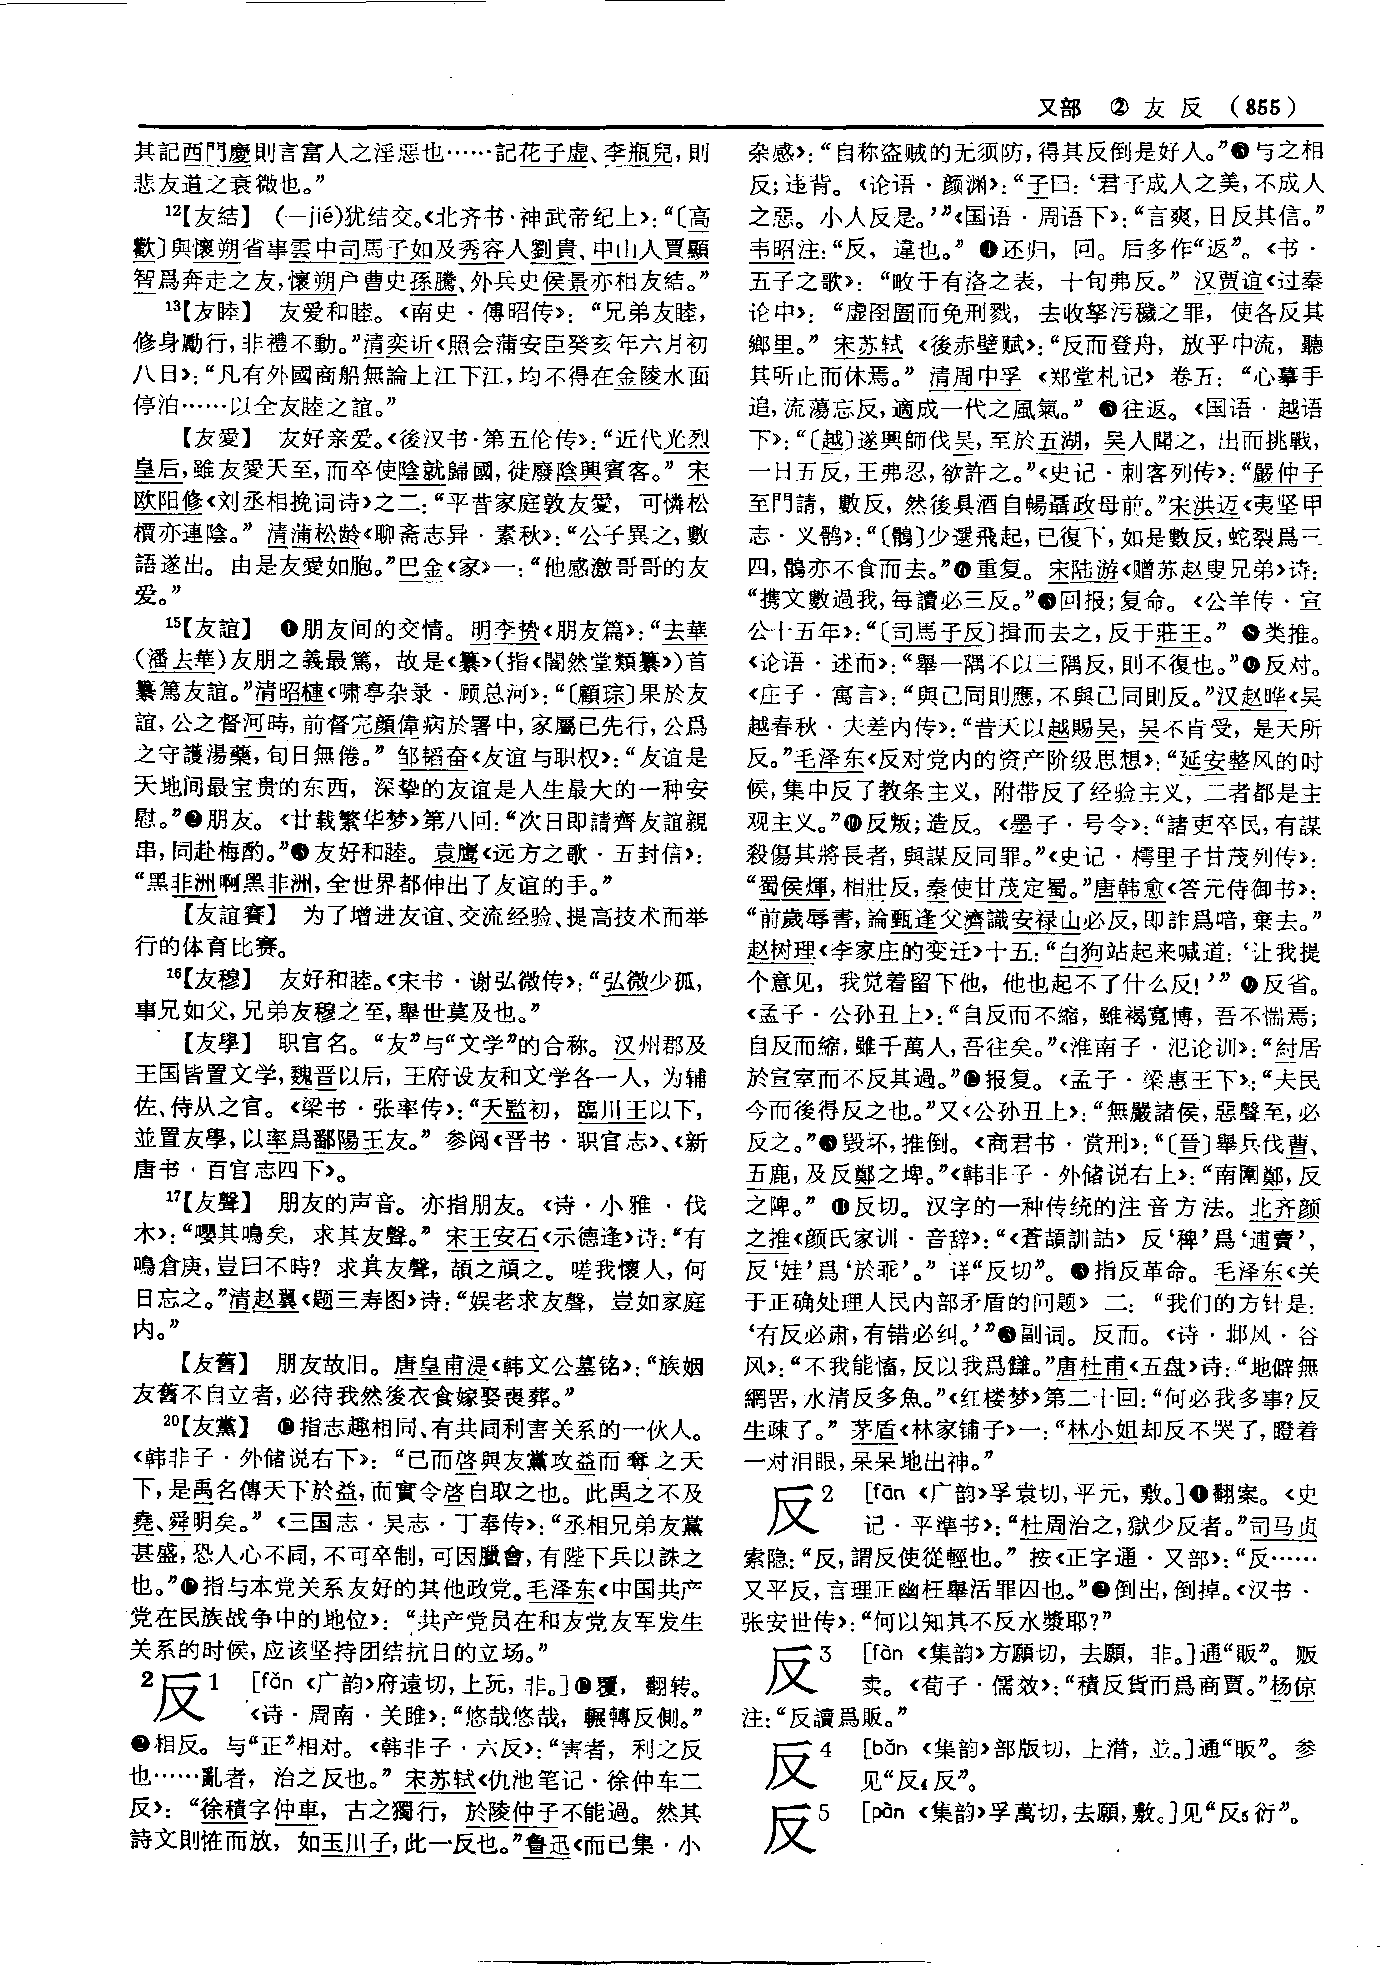 又部 ② 友 反 （855）
其記西門慶則言富人之淫惡也……記花子虚、李瓶兒，則
悲友道之衰微也。”
12【友結】 （—jié）犹结交。《北齐书·神武帝纪上》：“〔高
歡〕與懷朔省事雲中司馬子如及秀容人劉貴、中山人賈顯
智爲奔走之友，懷朔户曹史孫騰、外兵史侯景亦相友結。”
13【友睦】 友爱和睦。《南史·傅昭传》：“兄弟友睦，
修身勵行，非禮不動。”清奕䜣《照会蒲安臣癸亥年六月初
八日》：“凡有外國商船無論上江下江，均不得在金陵水面
停泊……以全友睦之誼。”
【友愛】 友好亲爱。《後汉书·第五伦传》：“近代光烈
皇后，雖友愛天至，而卒使陰就歸國，徙廢陰興賓客。”宋
欧阳修《刘丞相挽词诗》之二：“平昔家庭敦友愛，可憐松
檟亦連陰。”清蒲松龄《聊斋志异·素秋》：“公子異之，數
語遂出。由是友愛如胞。”巴金《家》一：“他感激哥哥的友
爱。”
15【友誼】 ❶朋友间的交情。明李贽《朋友篇》：“去華
（潘去華）友朋之義最篤，故是《纂》（指《闇然堂類纂》）首
纂篤友誼。”清昭梿《啸亭杂录·顾总河》：“〔顧琮〕果於友
誼，公之督河時，前督完顔偉病於署中，家屬已先行，公爲
之守護湯藥，旬日無倦。”邹韬奋《友谊与职权》：“友谊是
天地间最宝贵的东西，深挚的友谊是人生最大的一种安
慰。”❷朋友。《廿载繁华梦》第八回：“次日即請齊友誼親
串，同赴梅酌。”❸友好和睦。袁鹰《远方之歌·五封信》：
“黑非洲啊黑非洲，全世界都伸出了友谊的手。”
【友誼賽】 为了增进友谊、交流经验、提高技术而举
行的体育比赛。
16【友穆】 友好和睦。《宋书·谢弘微传》：“弘微少孤，
事兄如父，兄弟友穆之至，舉世莫及也。”
【友學】 职官名。“友”与“文学”的合称。汉州郡及
王国皆置文学，魏晋以后，王府设友和文学各一人，为辅
佐、侍从之官。《梁书·张率传》：“天監初，臨川王以下，
並置友學，以率爲鄱陽王友。”参阅《晋书·职官志》、《新
唐书·百官志四下》。
17【友聲】 朋友的声音。亦指朋友。《诗·小雅·伐
木》：“嚶其鳴矣，求其友聲。”宋王安石《示德逢》诗：“有
鳴倉庚，豈曰不時？求其友聲，頡之頏之。嗟我懷人，何
日忘之。”清赵翼《题三寿图》诗：“娱老求友聲，豈如家庭
内。”
【友舊】 朋友故旧。唐皇甫湜《韩文公墓铭》：“族姻
友舊不自立者，必待我然後衣食嫁娶喪葬。”
20【友黨】 ❶指志趣相同、有共同利害关系的一伙人。
《韩非子·外储说右下》：“已而啓與友黨攻益而奪之天
下，是禹名傳天下於益，而實令啓自取之也。此禹之不及
堯、舜明矣。”《三国志·吴志·丁奉传》：“丞相兄弟友黨
甚盛，恐人心不同，不可卒制，可因臘會，有陛下兵以誅之
也。”❷指与本党关系友好的其他政党。毛泽东《中国共产
党在民族战争中的地位》：“共产党员在和友党友军发生
关系的时候，应该坚持团结抗日的立场。”
2反1 ［fǎn《广韵》府遠切，上阮，非。］❶覆，翻转。
《诗·周南·关雎》：“悠哉悠哉，輾轉反側。”
❷相反。与“正”相对。《韩非子·六反》：“害者，利之反
也……亂者，治之反也。”宋苏轼《仇池笔记·徐仲车二
反》：“徐積字仲車，古之獨行，於陵仲子不能過。然其
詩文則恠而放，如玉川子，此一反也。”鲁迅《而已集·小
杂感》：“自称盗贼的无须防，得其反倒是好人。”❸与之相
反；违背。《论语·颜渊》：“子曰：‘君子成人之美，不成人
之惡。小人反是。’”《国语·周语下》：“言爽，日反其信。”
韦昭注：“反，違也。”❹还归，回。后多作“返”。《书·
五子之歌》：“畋于有洛之表，十旬弗反。”汉贾谊《过秦
论中》：“虚囹圄而免刑戮，去收孥污穢之罪，使各反其
鄉里。”宋苏轼《後赤壁赋》：“反而登舟，放乎中流，聽
其所止而休焉。”清周中孚《郑堂札记》卷五：“心摹手
追，流蕩忘反，適成一代之風氣。”❺往返。《国语·越语
下》：“〔越〕遂興師伐吴，至於五湖，吴人聞之，出而挑戰，
一日五反，王弗忍，欲許之。”《史记·刺客列传》：“嚴仲子
至門請，數反，然後具酒自暢聶政母前。”宋洪迈《夷坚甲
志·义鹘》：“〔鶻〕少選飛起，已復下，如是數反，蛇裂爲三
四，鶻亦不食而去。”❻重复。宋陆游《赠苏赵叟兄弟》诗：
“携文數過我，每讀必三反。”❼回报；复命。《公羊传·宣
公十五年》：“〔司馬子反〕揖而去之，反于莊王。”❽类推。
《论语·述而》：“舉一隅不以三隅反，則不復也。”❾反对。
《庄子·寓言》：“與己同則應，不與己同則反。”汉赵晔《吴
越春秋·夫差内传》：“昔天以越賜吴，吴不肯受，是天所
反。”毛泽东《反对党内的资产阶级思想》：“延安整风的时
候，集中反了教条主义，附带反了经验主义，二者都是主
观主义。”❿反叛；造反。《墨子·号令》：“諸吏卒民，有謀
殺傷其將長者，與謀反同罪。”《史记·樗里子甘茂列传》：
“蜀侯煇，相壯反，秦使甘茂定蜀。”唐韩愈《答元侍御书》：
“前歲辱書，論甄逢父濟識安禄山必反，即詐爲喑，棄去。”
赵树理《李家庄的变迁》十五：“白狗站起来喊道：‘让我提
个意见，我觉着留下他，他也起不了什么反！’”⓫反省。
《孟子·公孙丑上》：“自反而不縮，雖褐寬博，吾不惴焉；
自反而縮，雖千萬人，吾往矣。”《淮南子·氾论训》：“紂居
於宣室而不反其過。”⓬报复。《孟子·梁惠王下》：“夫民
今而後得反之也。”又《公孙丑上》：“無嚴諸侯，惡聲至，必
反之。”⓭毁坏，推倒。《商君书·赏刑》：“〔晋〕舉兵伐曹、
五鹿，及反鄭之埤。”《韩非子·外储说右上》：“南圍鄭，反
之陴。”⓮反切。汉字的一种传统的注音方法。北齐颜
之推《颜氏家训·音辞》：“《蒼頡訓詁》反‘稗’爲‘逋賣’，
反‘娃’爲‘於乖’。”详“反切”。⓯指反革命。毛泽东《关
于正确处理人民内部矛盾的问题》二：“我们的方针是：
‘有反必肃，有错必纠。’”⓰副词。反而。《诗·邶风·谷
风》：“不我能慉，反以我爲讎。”唐杜甫《五盘》诗：“地僻無
網罟，水清反多魚。”《红楼梦》第二十回：“何必我多事？反
生疎了。”茅盾《林家铺子》一：“林小姐却反不哭了，瞪着
一对泪眼，呆呆地出神。”
反2 ［fān《广韵》孚袁切，平元，敷。］❶翻案。《史
记·平準书》：“杜周治之，獄少反者。”司马贞
索隐：“反，謂反使從輕也。”按《正字通·又部》：“反……
又平反，言理正幽枉舉活罪囚也。”❷倒出，倒掉。《汉书·
张安世传》：“何以知其不反水漿耶？”
反3 ［fàn《集韵》方願切，去願，非。］通“販”。贩
卖。《荀子·儒效》：“積反貨而爲商賈。”杨倞
注：“反讀爲販。”
反4 ［bǎn《集韵》部版切，上潸，並。］通“昄”。参
见“反4反”。
反5 ［pàn《集韵》孚萬切，去願，敷。］见“反5衍”。